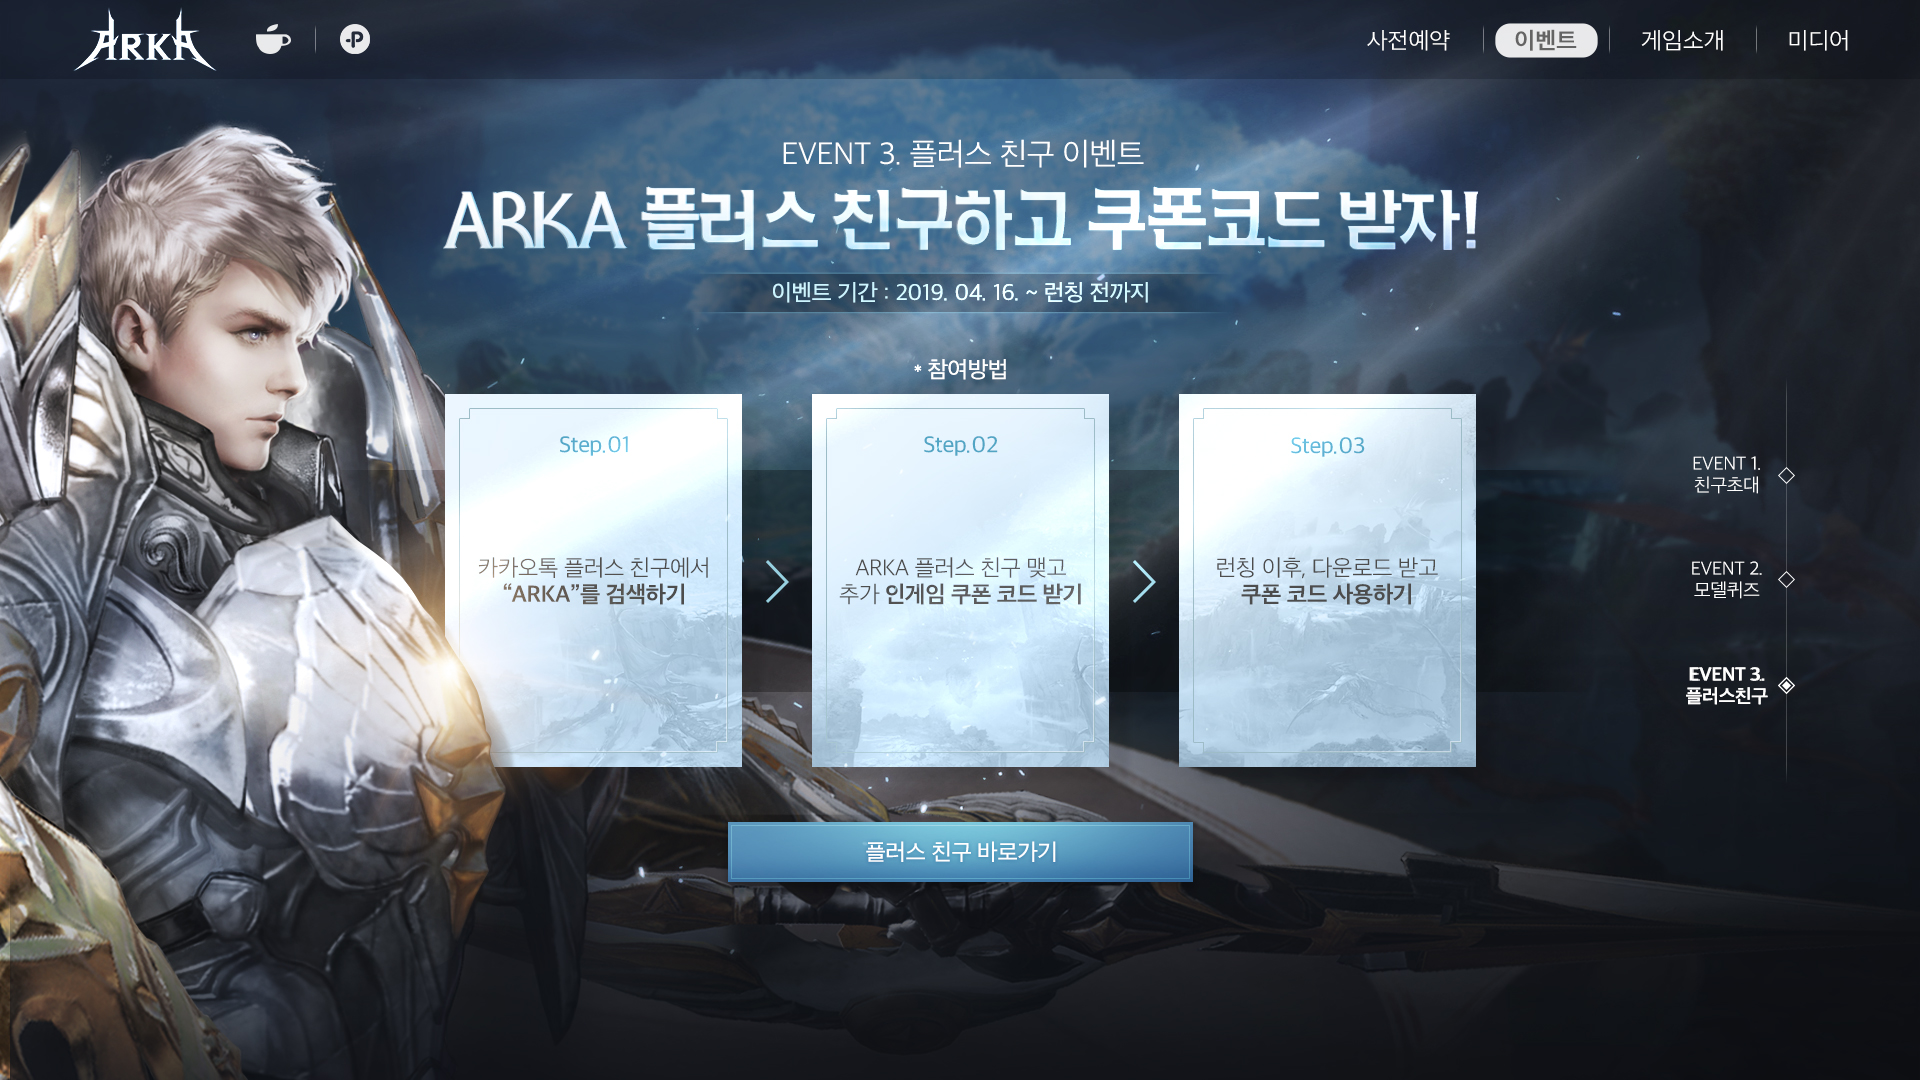 ARKA
사전예약
이벤트
게임소개
미디어
EVENT 3. 플러스 친구 이벤트
ARKA 플러스 친구하고 쿠폰코드 받자!
이벤트 기간 : 2019. 04. 16. ~ 런칭 전까지
* 참여방법
Step.01
카카오톡 플러스 친구에서
“ARKA”를 검색하기
Step.02
ARKA 플러스 친구 맺고
추가 인게임 쿠폰 코드 받기
Step.03
런칭 이후, 다운로드 받고
쿠폰 코드 사용하기
플러스 친구 바로가기
EVENT 1.
친구초대
EVENT 2.
모델퀴즈
EVENT 3.
플러스친구